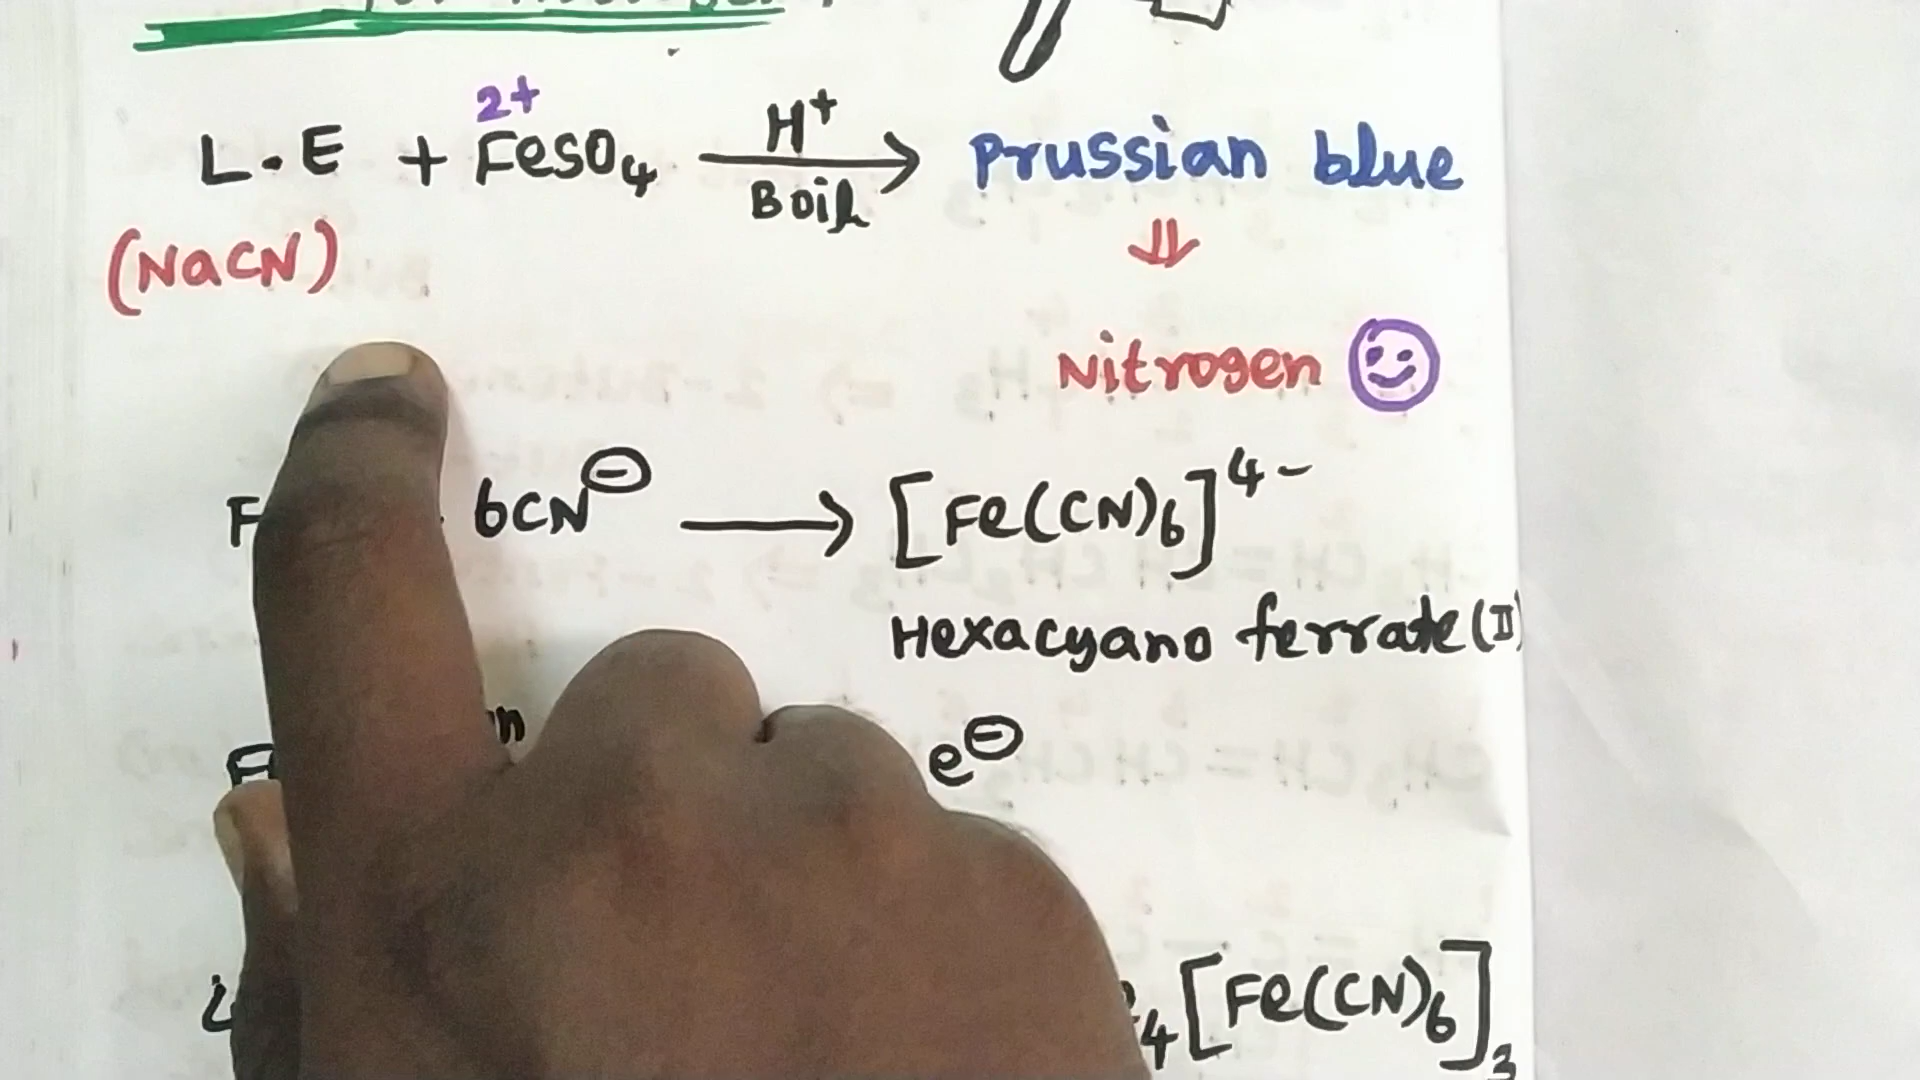 2+
L.E + FeSO4 H+ Boil → Prussian blue
(NaCN) ⇓
Nitrogen
6CN⊖ → [Fe(CN)6]4-
Hexacyano ferrate(II)
e⊖
4[Fe(CN)6]3